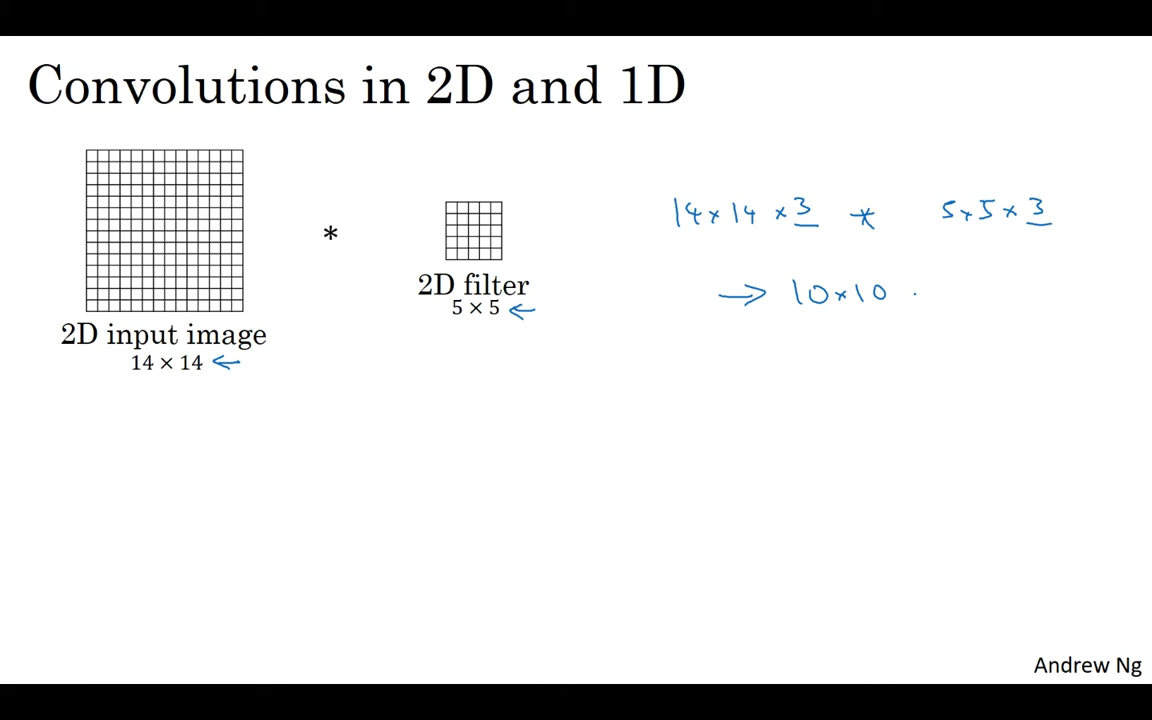 Convolutions in 2D and 1D
*
2D input image
14 × 14 ←
2D filter
5 × 5 ←
14 × 14 × 3 * 5 × 5 × 3
→ 10 × 10
Andrew Ng